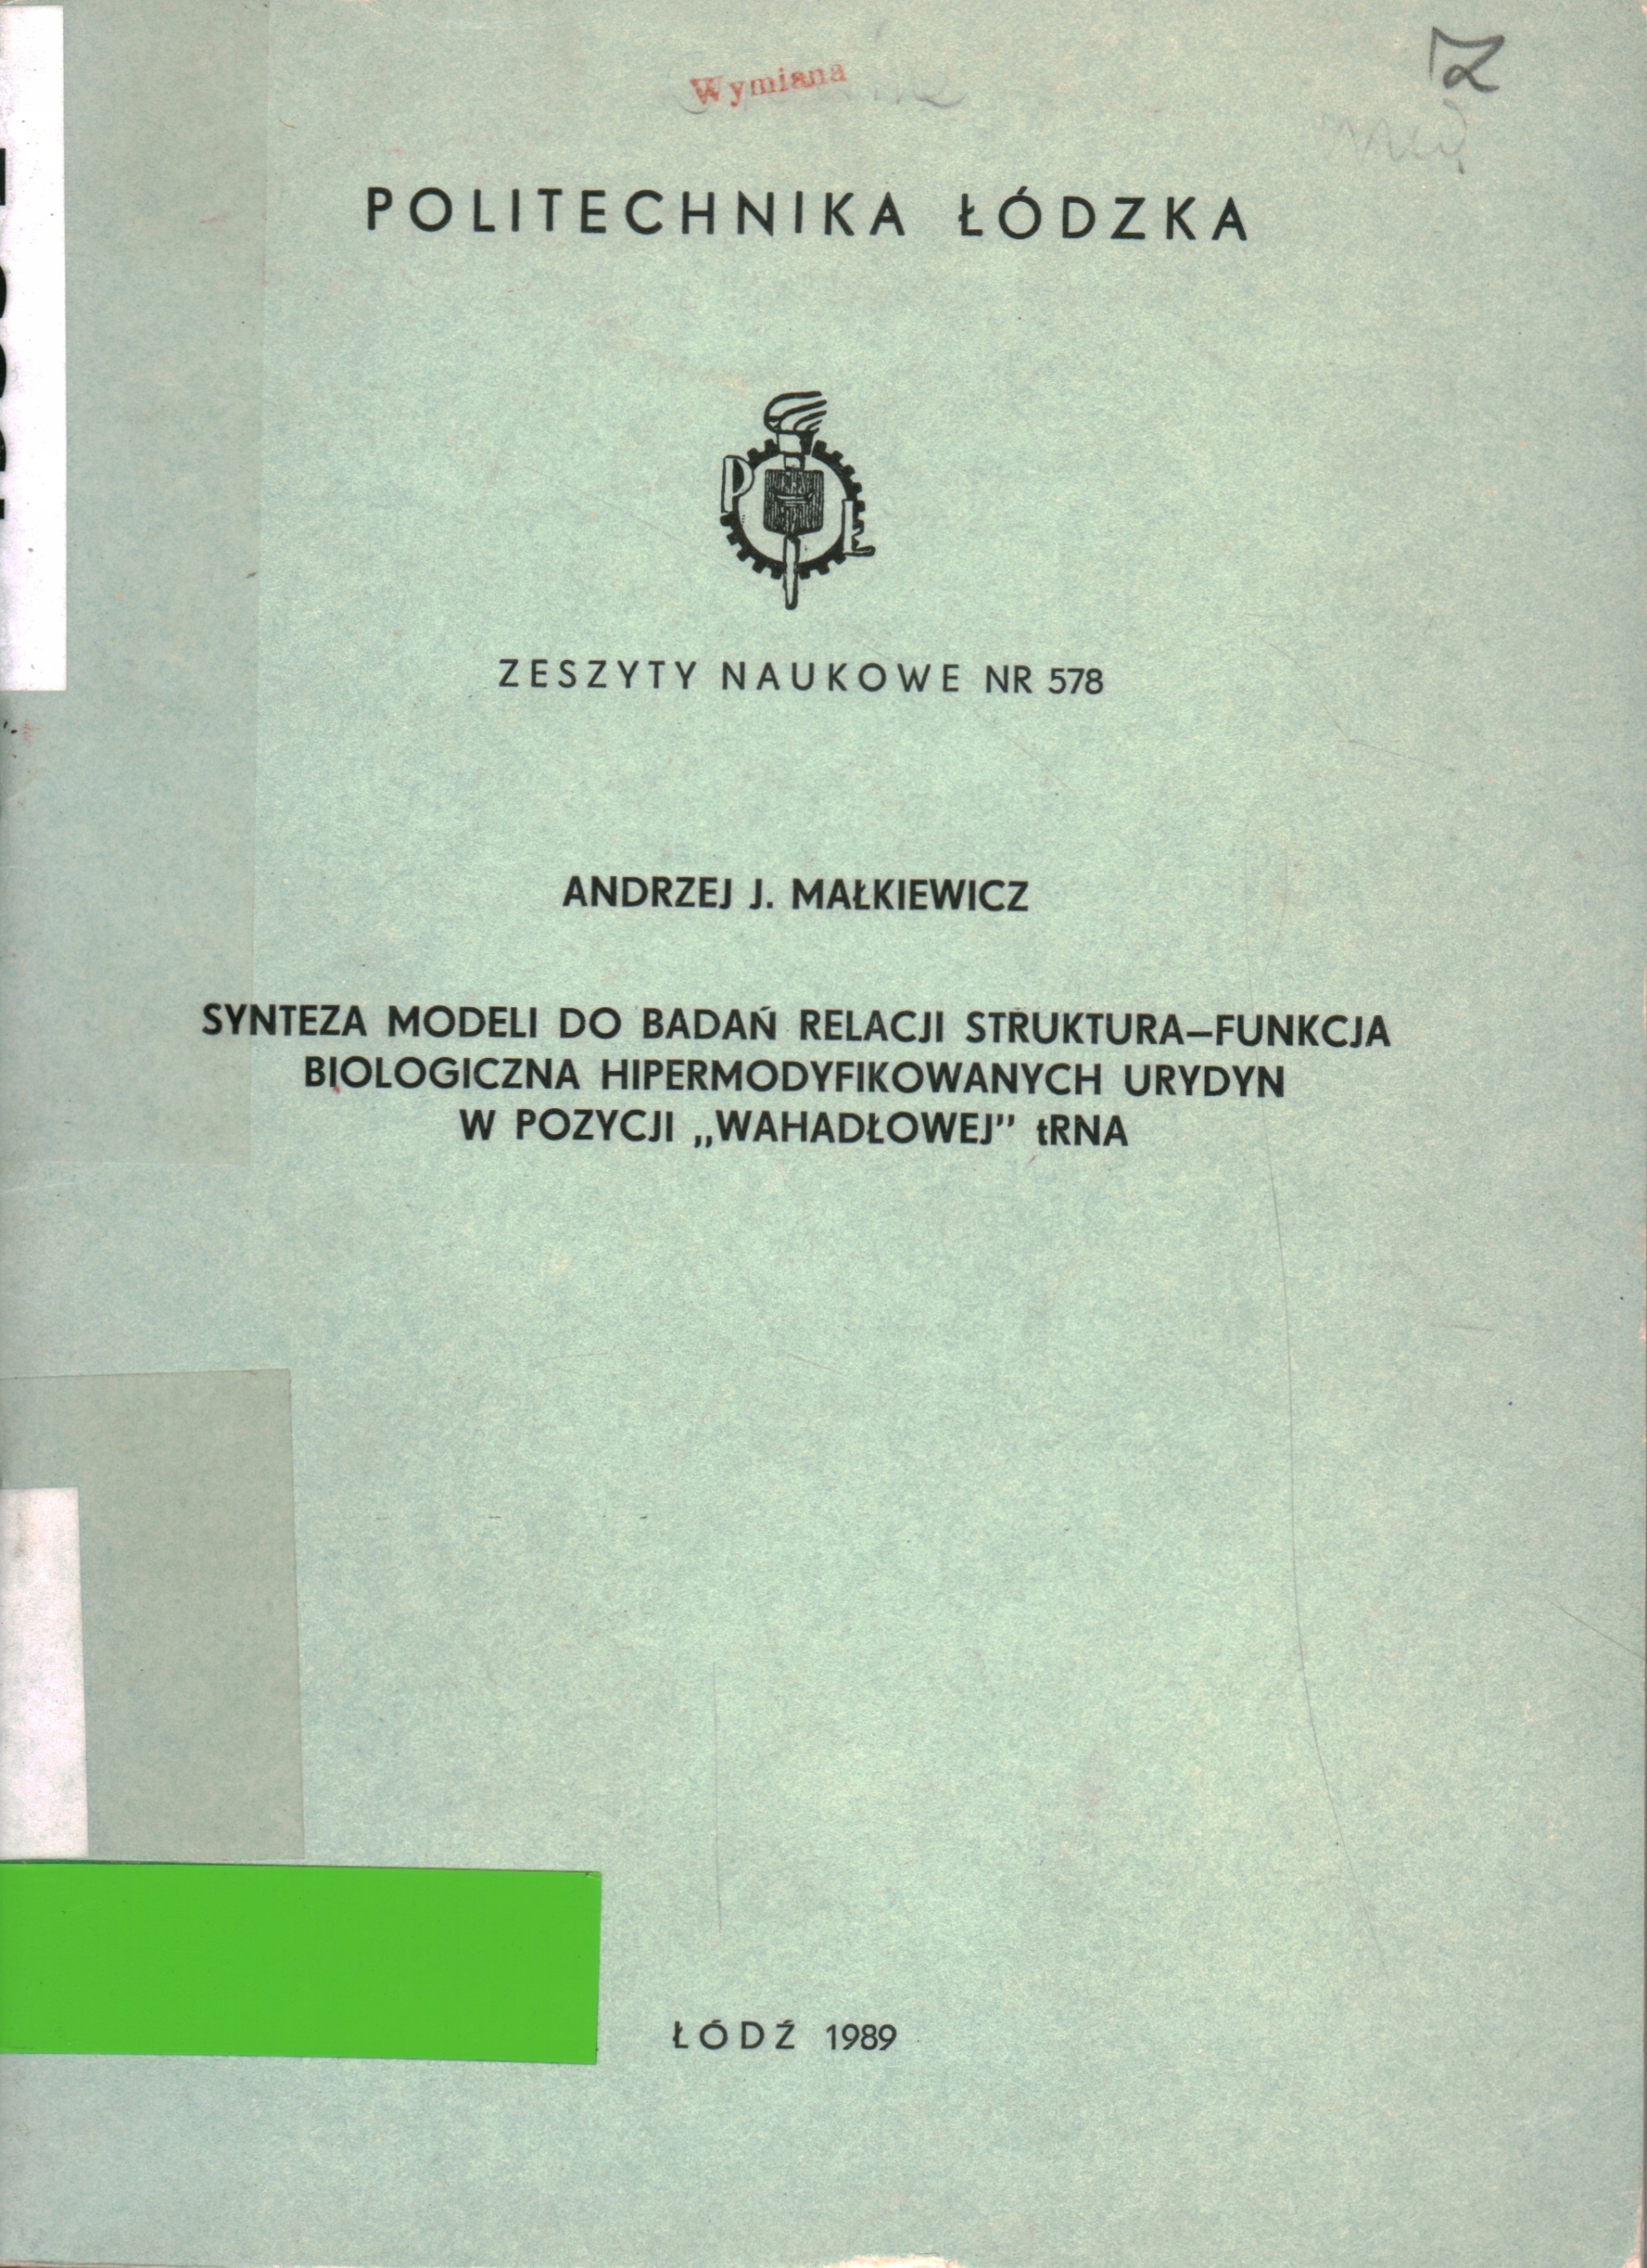 Wymiana
Z
POLITECHNIKA ŁÓDZKA
P
Ł
ZESZYTY NAUKOWE NR 578
ANDRZEJ J. MAŁKIEWICZ
SYNTEZA MODELI DO BADAŃ RELACJI STRUKTURA–FUNKCJA
BIOLOGICZNA HIPERMODYFIKOWANYCH URYDYN
W POZYCJI „WAHADŁOWEJ” tRNA
ŁÓDŹ 1989